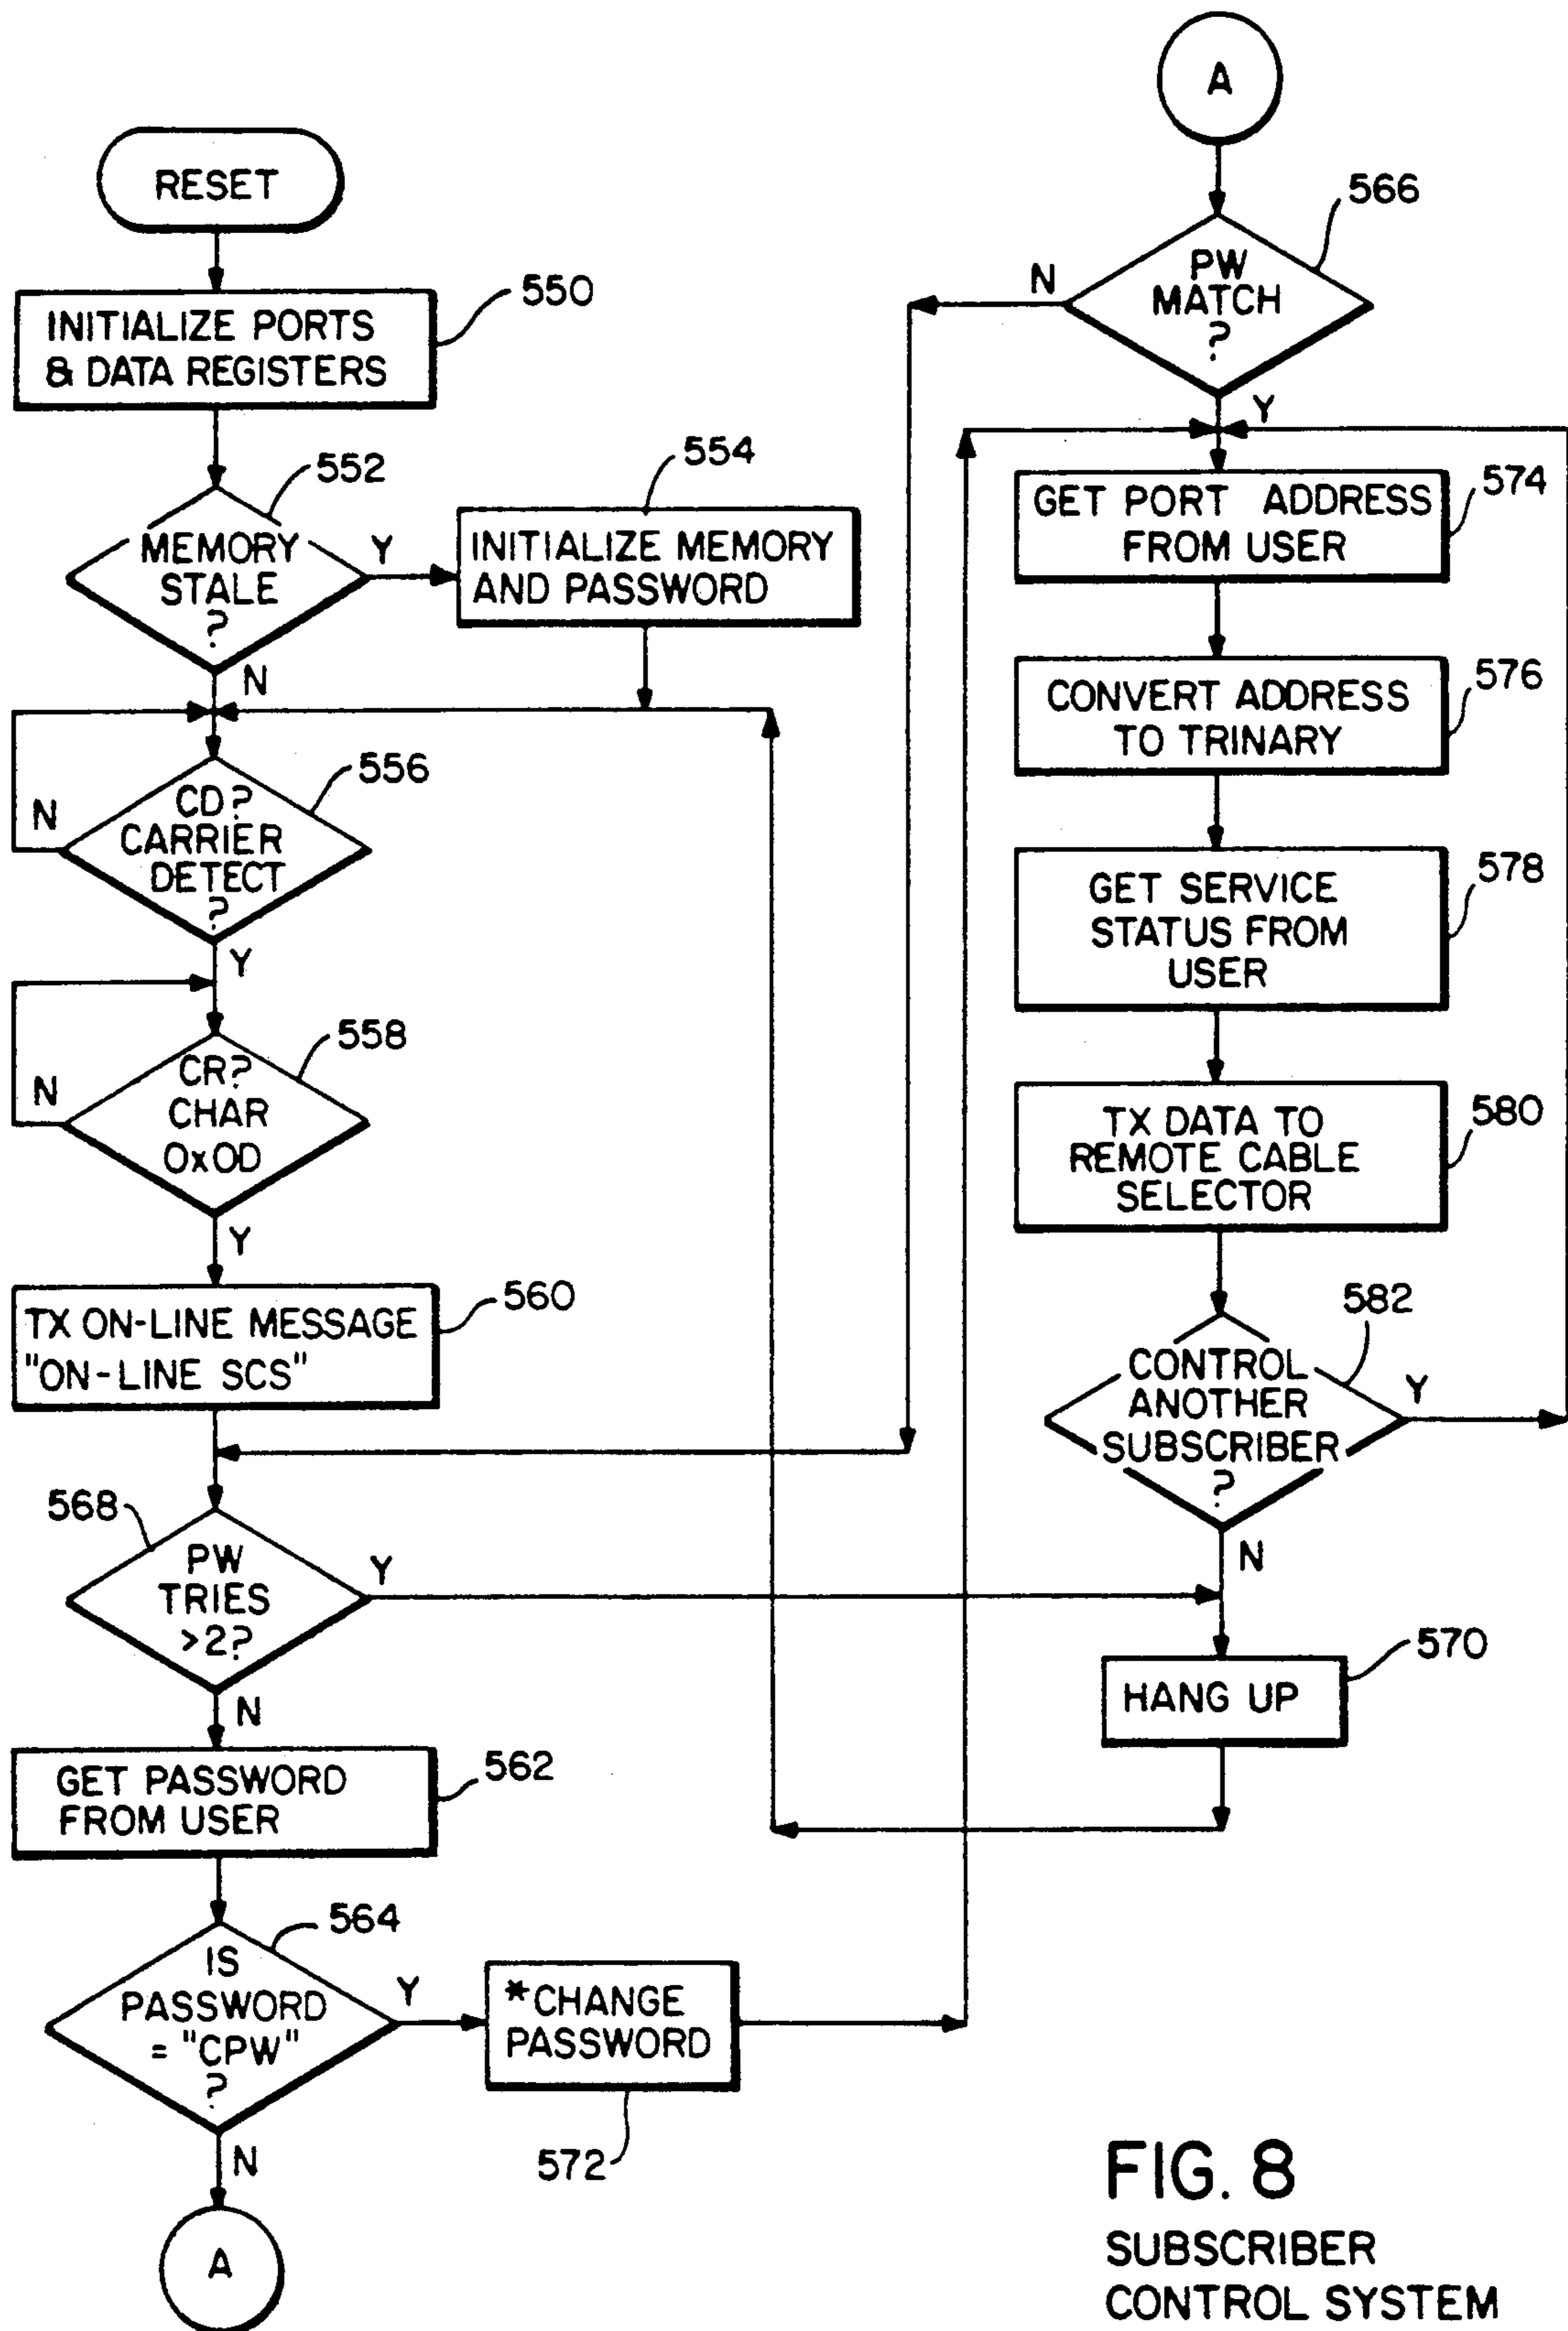 RESET
550
INITIALIZE PORTS
& DATA REGISTERS
552
MEMORY
STALE
?
Y
N
554
INITIALIZE MEMORY
AND PASSWORD
556
CD?
CARRIER
DETECT
?
N
Y
558
CR?
CHAR
0x0D
N
Y
560
TX ON-LINE MESSAGE
"ON-LINE SCS"
568
PW
TRIES
>2?
Y
N
562
GET PASSWORD
FROM USER
564
IS
PASSWORD
= "CPW"
?
Y
N
*CHANGE
PASSWORD
572
A
A
566
PW
MATCH
?
N
Y
574
GET PORT ADDRESS
FROM USER
576
CONVERT ADDRESS
TO TRINARY
578
GET SERVICE
STATUS FROM
USER
580
TX DATA TO
REMOTE CABLE
SELECTOR
582
CONTROL
ANOTHER
SUBSCRIBER
?
Y
N
570
HANG UP
FIG. 8
SUBSCRIBER
CONTROL SYSTEM